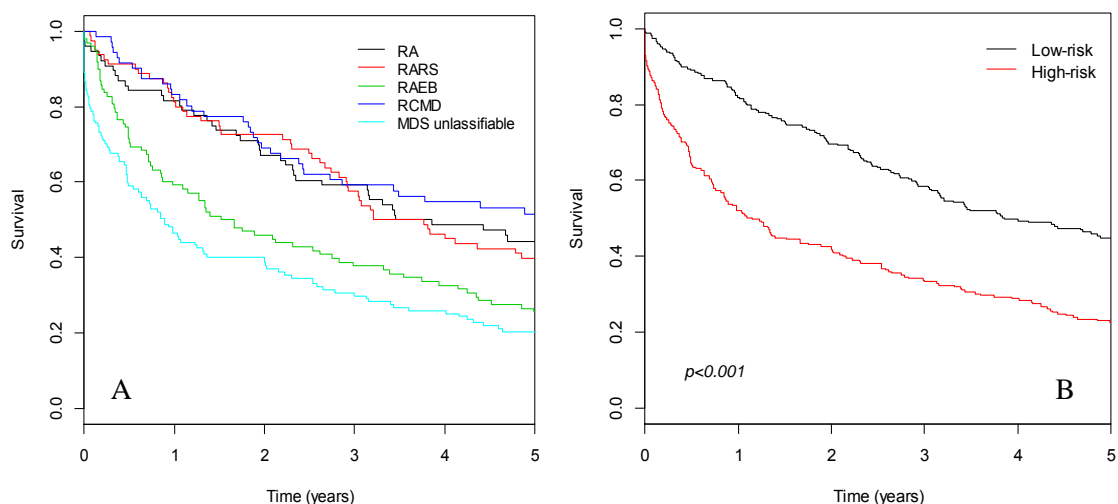 1.0
0.8
0.6
0.4
0.2
0.0
Survival
RA
RARS
RAEB
RCMD
MDS unclassifiable
A
0 1 2 3 4 5
Time (years)
1.0
0.8
0.6
0.4
0.2
0.0
Survival
Low-risk
High-risk
p<0.001
B
0 1 2 3 4 5
Time (years)